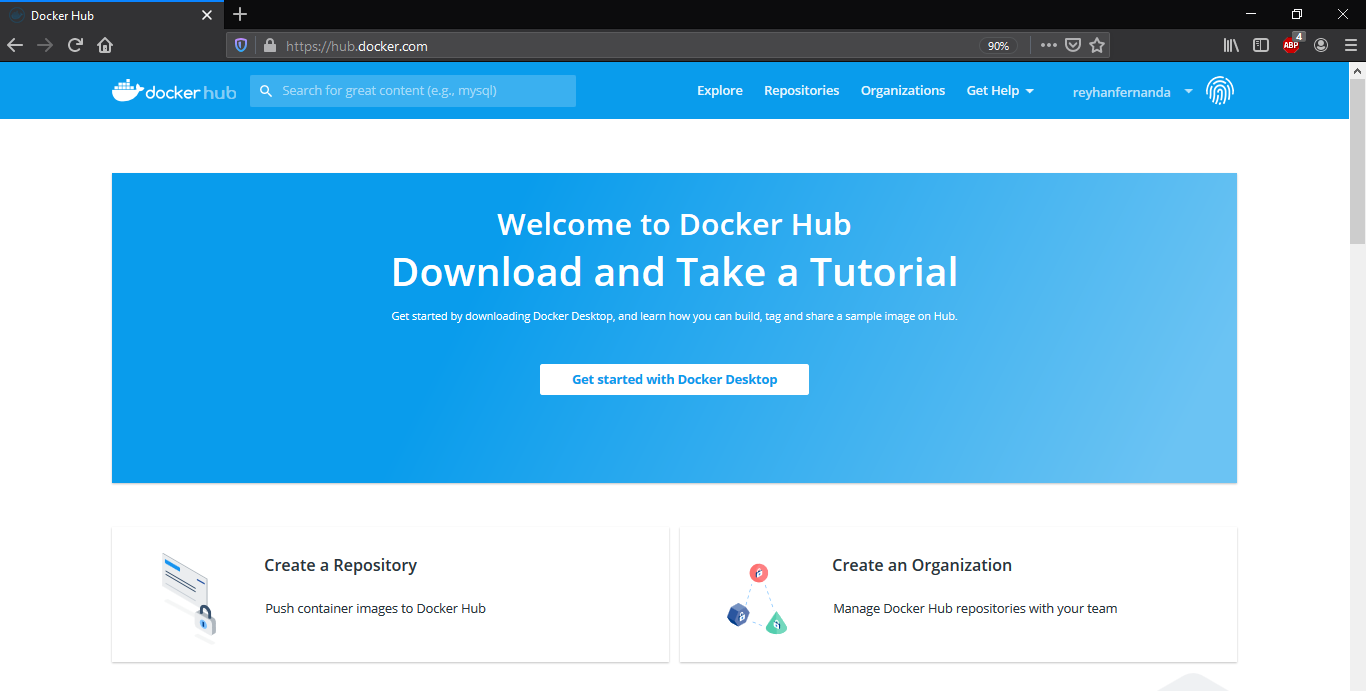 Docker Hub
https://hub.docker.com
90%
ABP
4
docker hub
Search for great content (e.g., mysql)
Explore
Repositories
Organizations
Get Help
reyhanfernanda
Welcome to Docker Hub
Download and Take a Tutorial
Get started by downloading Docker Desktop, and learn how you can build, tag and share a sample image on Hub.
Get started with Docker Desktop
Create a Repository
Push container images to Docker Hub
Create an Organization
Manage Docker Hub repositories with your team